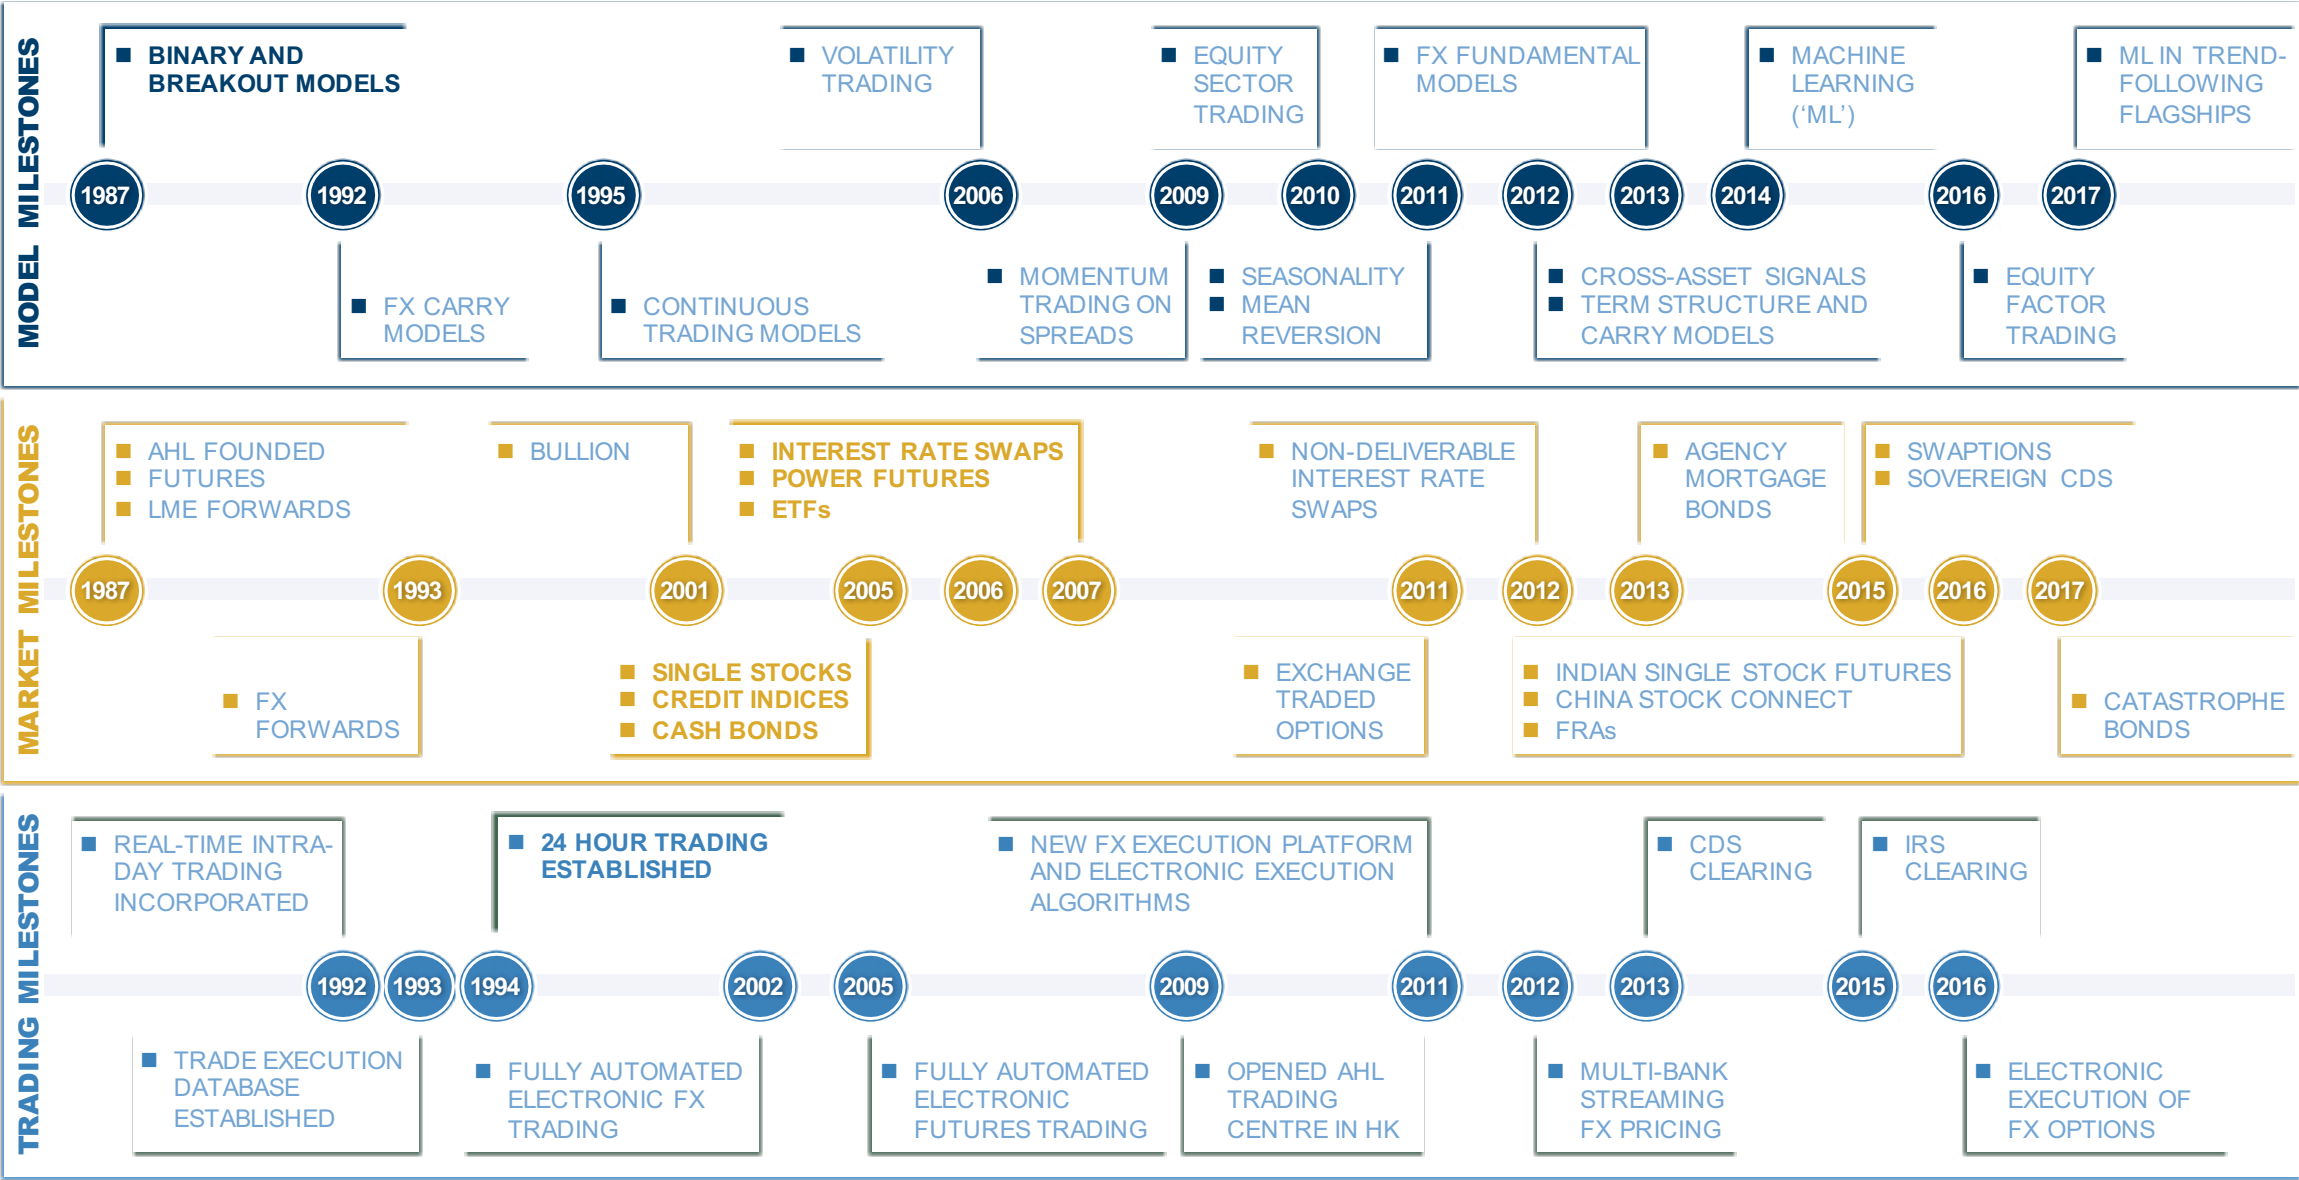 MODEL MILESTONES
BINARY AND
BREAKOUT MODELS
VOLATILITY
TRADING
EQUITY
SECTOR
TRADING
FX FUNDAMENTAL
MODELS
MACHINE
LEARNING
(‘ML’)
ML IN TREND-
FOLLOWING
FLAGSHIPS
1987
1992
1995
2006
2009
2010
2011
2012
2013
2014
2016
2017
FX CARRY
MODELS
CONTINUOUS
TRADING MODELS
MOMENTUM
TRADING ON
SPREADS
SEASONALITY
MEAN
REVERSION
CROSS-ASSET SIGNALS
TERM STRUCTURE AND
CARRY MODELS
EQUITY
FACTOR
TRADING
MARKET MILESTONES
AHL FOUNDED
FUTURES
LME FORWARDS
BULLION
INTEREST RATE SWAPS
POWER FUTURES
ETFs
NON-DELIVERABLE
INTEREST RATE
SWAPS
AGENCY
MORTGAGE
BONDS
SWAPTIONS
SOVEREIGN CDS
1987
1993
2001
2005
2006
2007
2011
2012
2013
2015
2016
2017
FX
FORWARDS
SINGLE STOCKS
CREDIT INDICES
CASH BONDS
EXCHANGE
TRADED
OPTIONS
INDIAN SINGLE STOCK FUTURES
CHINA STOCK CONNECT
FRAs
CATASTROPHE
BONDS
TRADING MILESTONES
REAL-TIME INTRA-
DAY TRADING
INCORPORATED
24 HOUR TRADING
ESTABLISHED
NEW FX EXECUTION PLATFORM
AND ELECTRONIC EXECUTION
ALGORITHMS
CDS
CLEARING
IRS
CLEARING
1992
1993
1994
2002
2005
2009
2011
2012
2013
2015
2016
TRADE EXECUTION
DATABASE
ESTABLISHED
FULLY AUTOMATED
ELECTRONIC FX
TRADING
FULLY AUTOMATED
ELECTRONIC
FUTURES TRADING
OPENED AHL
TRADING
CENTRE IN HK
MULTI-BANK
STREAMING
FX PRICING
ELECTRONIC
EXECUTION OF
FX OPTIONS